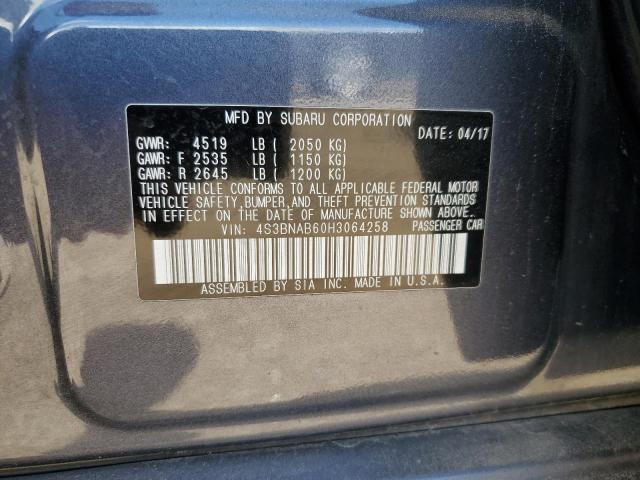 MFD BY SUBARU CORPORATION
DATE: 04/17
GVWR: 4519 LB ( 2050 KG)
GAWR: F 2535 LB ( 1150 KG)
GAWR: R 2645 LB ( 1200 KG)
THIS VEHICLE CONFORMS TO ALL APPLICABLE FEDERAL MOTOR
VEHICLE SAFETY,BUMPER,AND THEFT PREVENTION STANDARDS
IN EFFECT ON THE DATE OF MANUFACTURE SHOWN ABOVE.
VIN: 4S3BNAB60H3064258 PASSENGER CAR
ASSEMBLED BY SIA INC. MADE IN U.S.A.